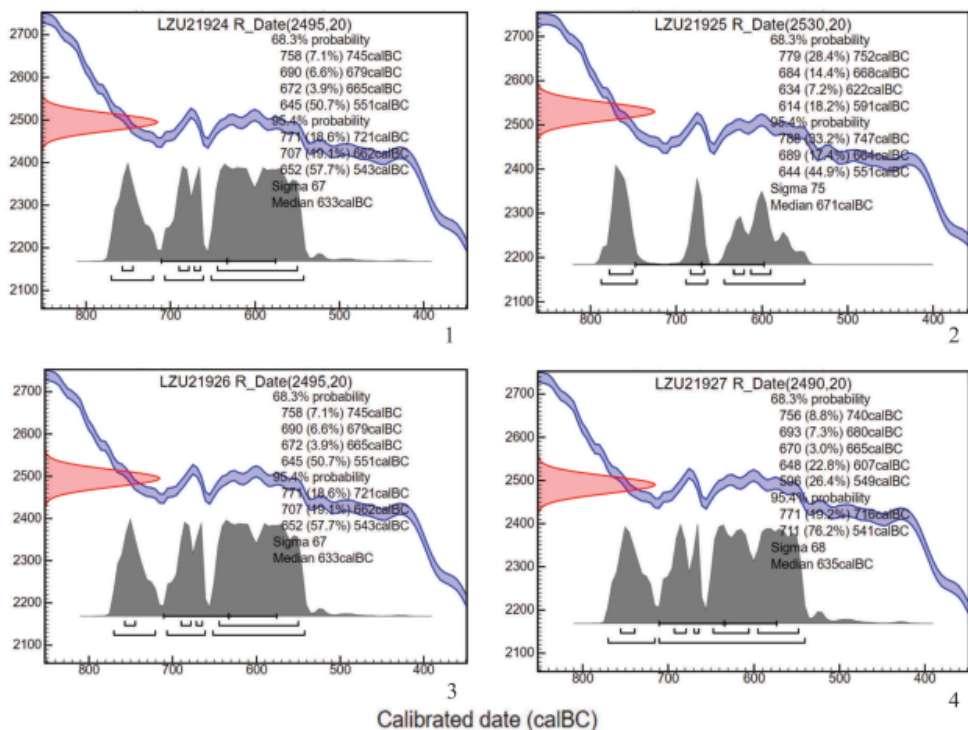 LZU21924 R_Date(2495,20)
68.3% probability
758 (7.1%) 745calBC
690 (6.6%) 679calBC
672 (3.9%) 665calBC
645 (50.7%) 551calBC
95.4% probability
771 (18.6%) 721calBC
707 (19.1%) 662calBC
652 (57.7%) 543calBC
Sigma 67
Median 633calBC
2700
2600
2500
2400
2300
2200
2100
800
700
600
500
400
1
LZU21925 R_Date(2530,20)
68.3% probability
779 (28.4%) 752calBC
684 (14.4%) 668calBC
634 (7.2%) 622calBC
614 (18.2%) 591calBC
95.4% probability
788 (33.2%) 747calBC
689 (17.4%) 664calBC
644 (44.9%) 551calBC
Sigma 75
Median 671calBC
2700
2600
2500
2400
2300
2200
2100
800
700
600
500
400
2
LZU21926 R_Date(2495,20)
68.3% probability
758 (7.1%) 745calBC
690 (6.6%) 679calBC
672 (3.9%) 665calBC
645 (50.7%) 551calBC
95.4% probability
771 (18.6%) 721calBC
707 (19.1%) 662calBC
652 (57.7%) 543calBC
Sigma 67
Median 633calBC
2700
2600
2500
2400
2300
2200
2100
800
700
600
500
400
3
LZU21927 R_Date(2490,20)
68.3% probability
756 (8.8%) 740calBC
693 (7.3%) 680calBC
670 (3.0%) 665calBC
648 (22.8%) 607calBC
596 (26.4%) 549calBC
95.4% probability
771 (19.2%) 716calBC
711 (76.2%) 541calBC
Sigma 68
Median 635calBC
2700
2600
2500
2400
2300
2200
2100
800
700
600
500
400
4
Calibrated date (calBC)